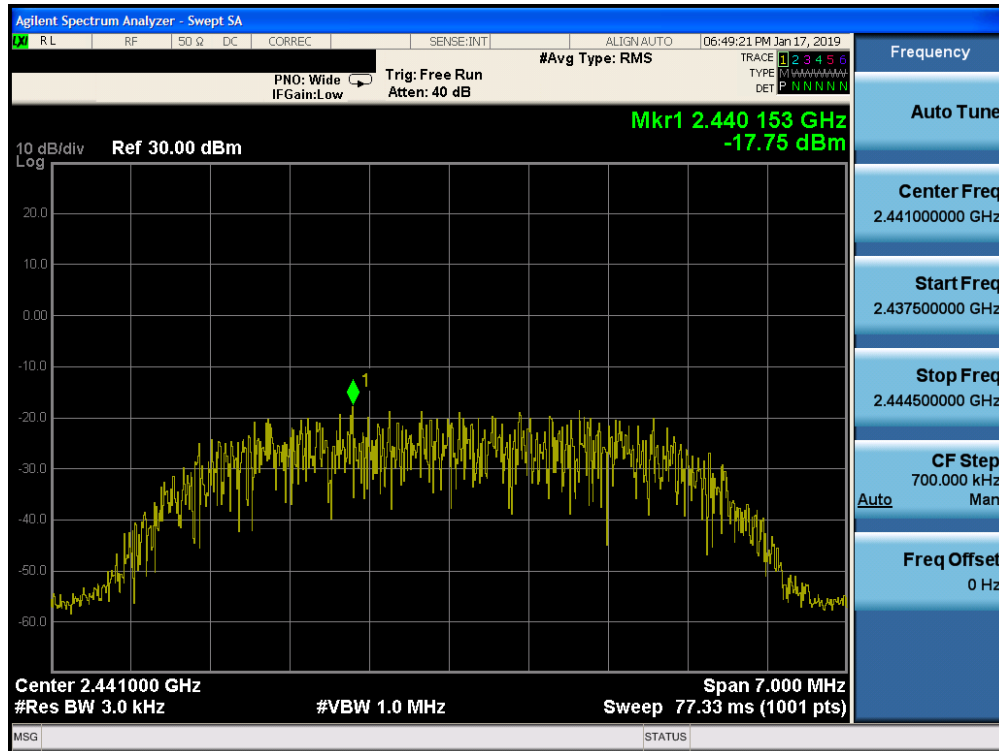 Agilent Spectrum Analyzer - Swept SA
LXI RL RF 50 Ω DC CORREC SENSE:INT ALIGN AUTO 06:49:21 PM Jan 17, 2019
Frequency
#Avg Type: RMS
TRACE 1 2 3 4 5 6
PNO: Wide
Trig: Free Run
TYPE M WWWWW
IFGain:Low
Atten: 40 dB
DET P N N N N N
Auto Tune
Mkr1 2.440 153 GHz
-17.75 dBm
10 dB/div
Ref 30.00 dBm
Log
Center Freq
2.441000000 GHz
20.0
10.0
Start Freq
2.437500000 GHz
0.00
-10.0
1
Stop Freq
2.444500000 GHz
-20.0
-30.0
CF Step
700.000 kHz
Auto Man
-40.0
-50.0
Freq Offset
0 Hz
-60.0
Center 2.441000 GHz
Span 7.000 MHz
#Res BW 3.0 kHz
#VBW 1.0 MHz
Sweep 77.33 ms (1001 pts)
MSG
STATUS